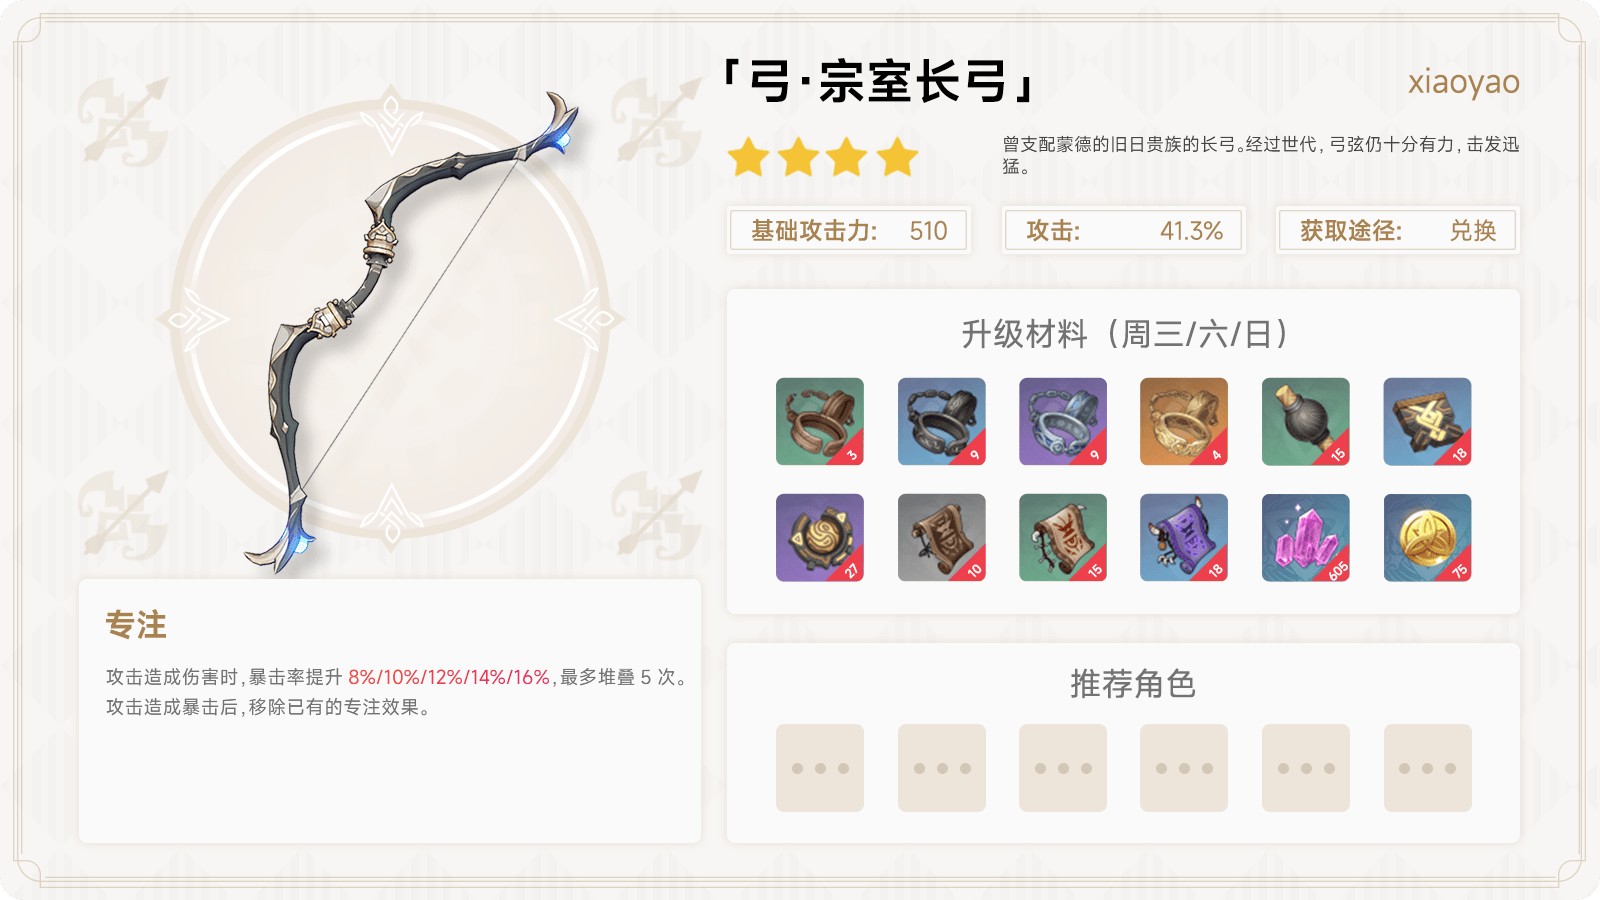 「弓·宗室长弓」
xiaoyao
曾支配蒙德的旧日贵族的长弓。经过世代，弓弦仍十分有力，击发迅
猛。
基础攻击力: 510
攻击: 41.3%
获取途径: 兑换
升级材料（周三/六/日）
3 9 9 4 15 18
27 10 15 18 605 75
专注
攻击造成伤害时,暴击率提升 8%/10%/12%/14%/16%,最多堆叠 5 次。
攻击造成暴击后,移除已有的专注效果。
推荐角色